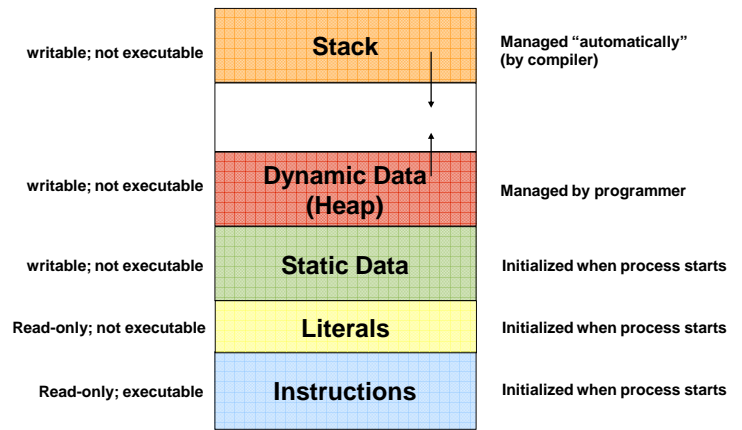 writable; not executable
Stack
Managed “automatically”
(by compiler)
writable; not executable
Dynamic Data
(Heap)
Managed by programmer
writable; not executable
Static Data
Initialized when process starts
Read-only; not executable
Literals
Initialized when process starts
Read-only; executable
Instructions
Initialized when process starts